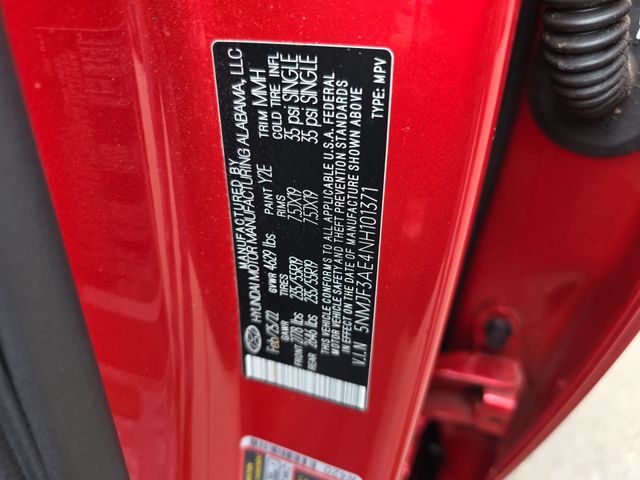 MANUFACTURED BY
HYUNDAI MOTOR MANUFACTURING ALABAMA, LLC
Feb/25/22 GVWR 4629 lbs PAINT Y2E TRIM MMH
GAWR TIRES RIMS COLD TIRE INFL
FRONT 2778 lbs 235/55R19 7.5JX19 35 psi SINGLE
REAR 2646 lbs 235/55R19 7.5JX19 35 psi SINGLE
THIS VEHICLE CONFORMS TO ALL APPLICABLE U.S.A. FEDERAL
MOTOR VEHICLE SAFETY AND THEFT PREVENTION STANDARDS
IN EFFECT ON THE DATE OF MANUFACTURE SHOWN ABOVE
V.I.N 5NMJF3AE4NH101371 TYPE: MPV